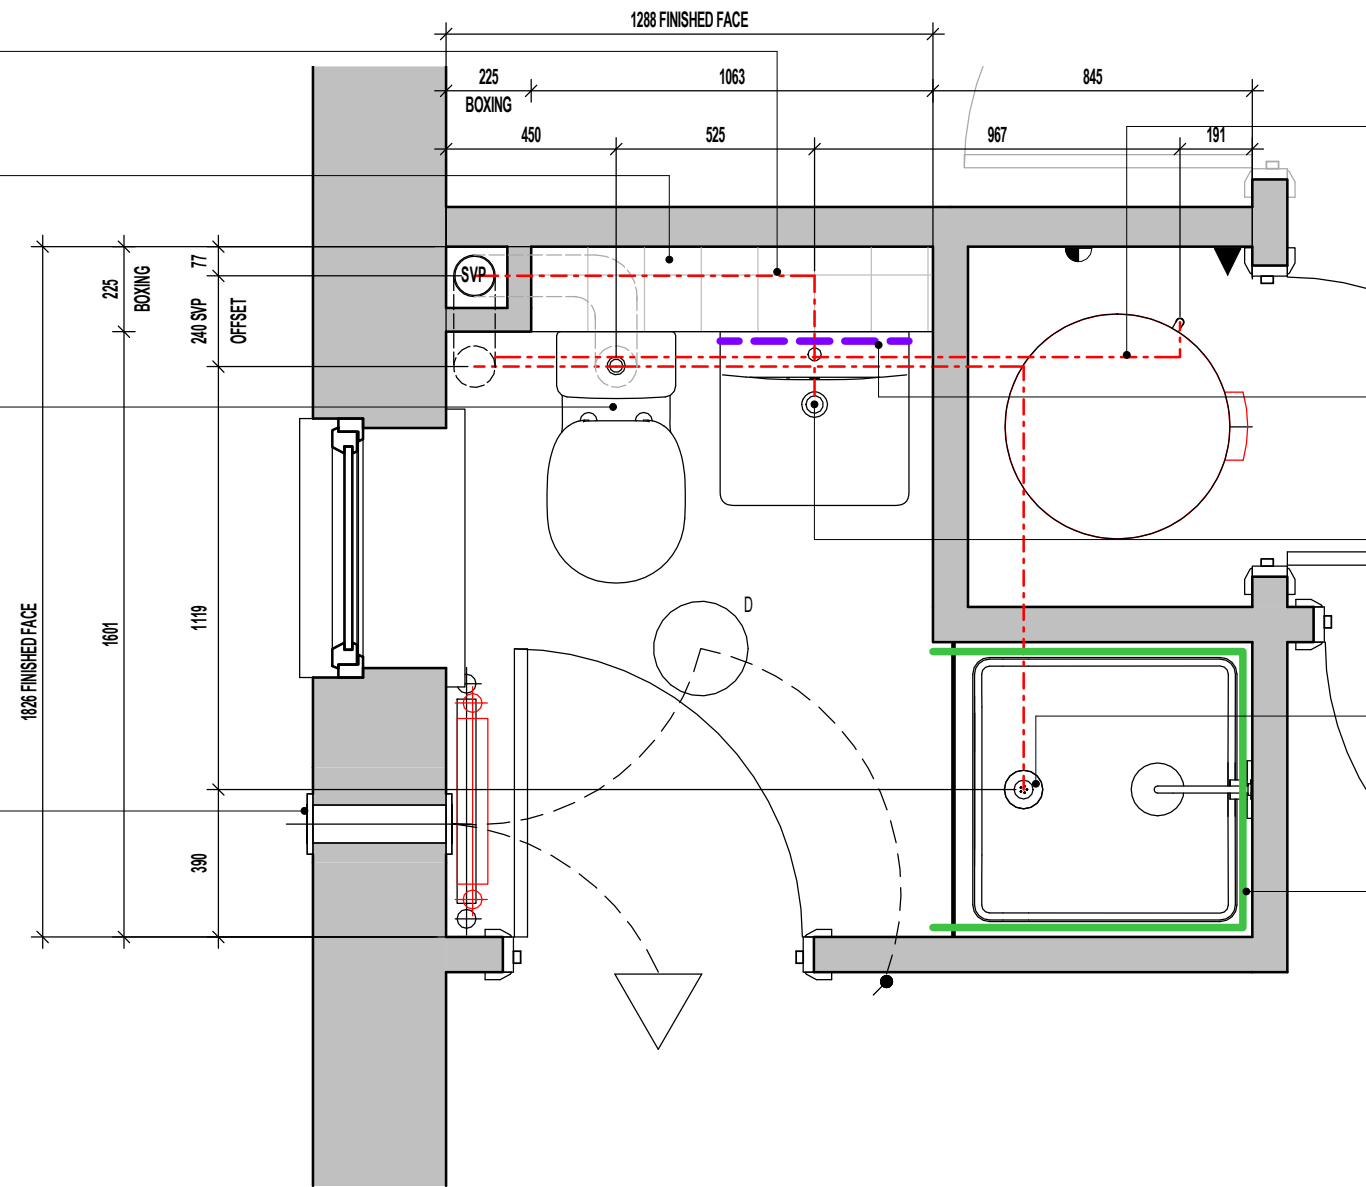 1288 FINISHED FACE
225
BOXING
1063
845
450
525
967
191
77
225
BOXING
240 SVP
OFFSET
SVP
1826 FINISHED FACE
1601
1119
D
390